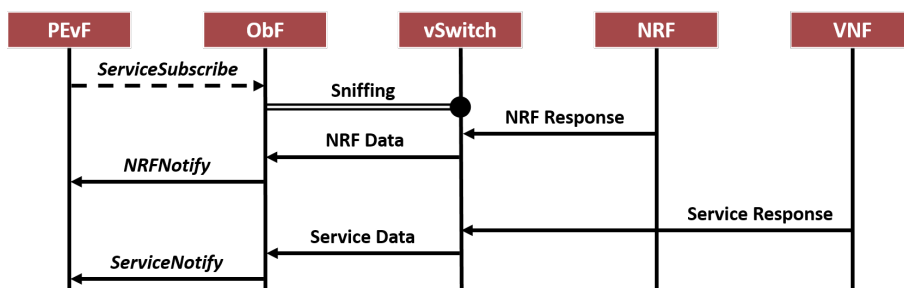 PEvF
ObF
vSwitch
NRF
VNF
ServiceSubscribe
Sniffing
NRF Response
NRF Data
NRFNotify
Service Response
Service Data
ServiceNotify